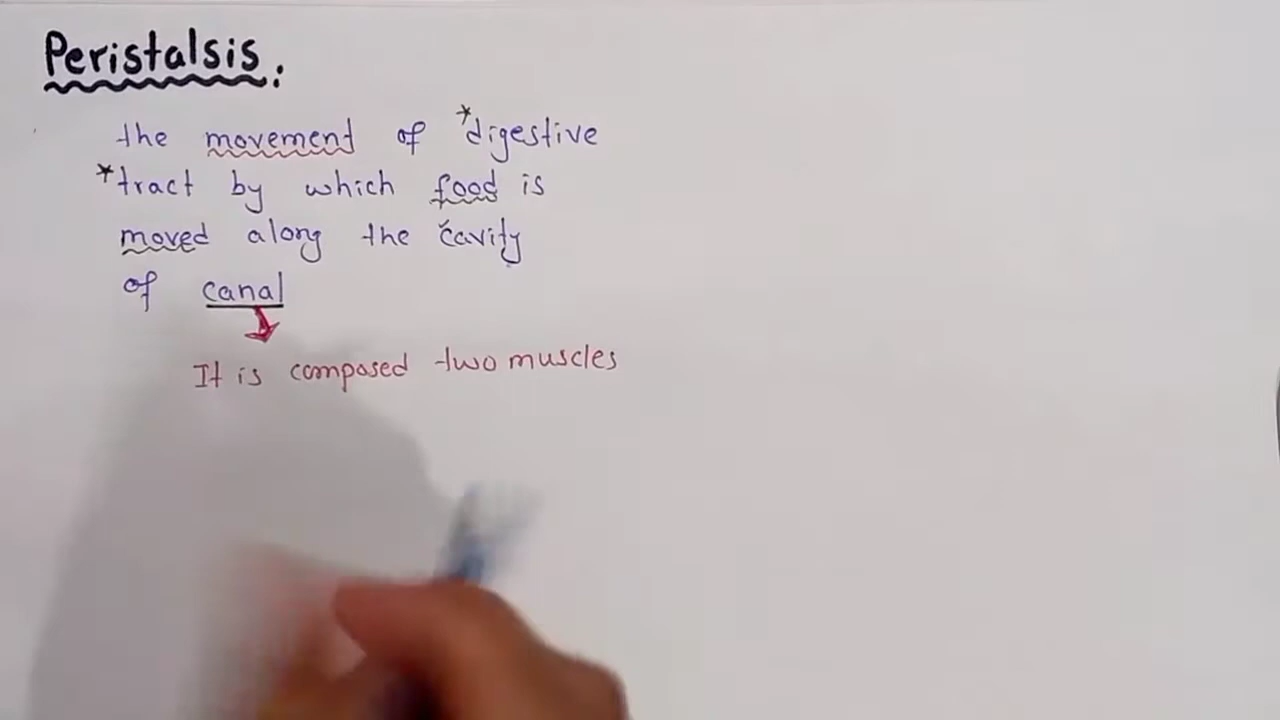 Peristalsis:
the movement of *digestive
*tract by which food is
moved along the cavity
of canal
It is composed two muscles